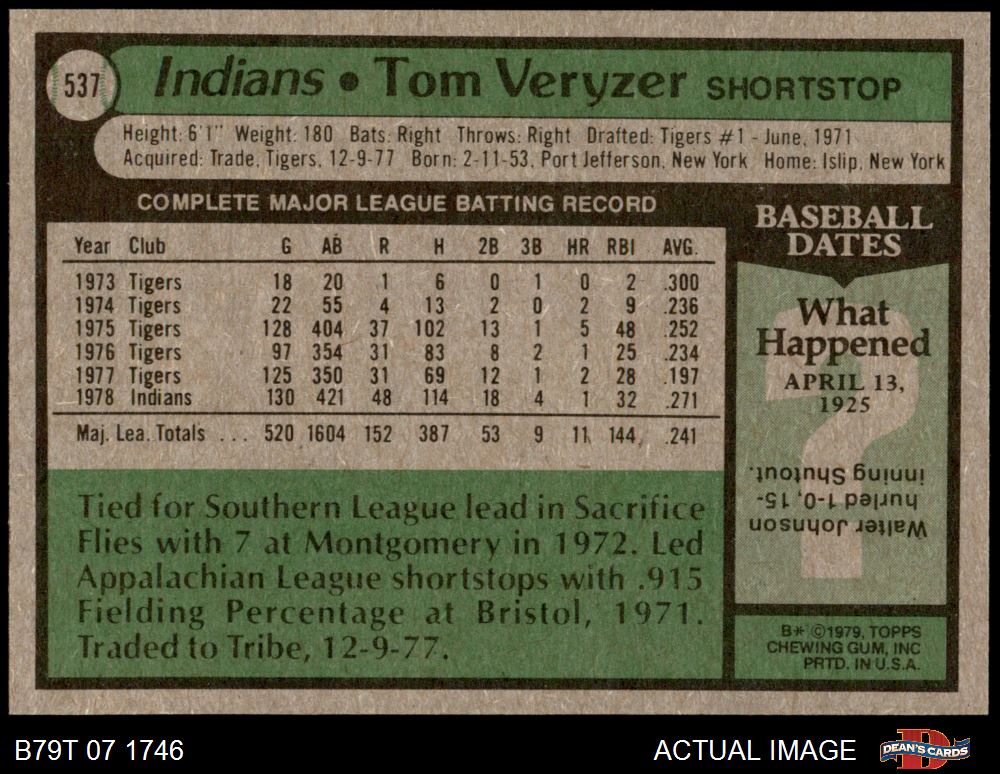 537
Indians • Tom Veryzer SHORTSTOP
Height: 6'1" Weight: 180 Bats: Right Throws: Right Drafted: Tigers #1 - June, 1971
Acquired: Trade, Tigers, 12-9-77 Born: 2-11-53, Port Jefferson, New York Home: Islip, New York
COMPLETE MAJOR LEAGUE BATTING RECORD
Year Club G AB R H 2B 3B HR RBI AVG.
1973 Tigers 18 20 1 6 0 1 0 2 .300
1974 Tigers 22 55 4 13 2 0 2 9 .236
1975 Tigers 128 404 37 102 13 1 5 48 .252
1976 Tigers 97 354 31 83 8 2 1 25 .234
1977 Tigers 125 350 31 69 12 1 2 28 .197
1978 Indians 130 421 48 114 18 4 1 32 .271
Maj. Lea. Totals ... 520 1604 152 387 53 9 11 144 .241
Tied for Southern League lead in Sacrifice
Flies with 7 at Montgomery in 1972. Led
Appalachian League shortstops with .915
Fielding Percentage at Bristol, 1971.
Traded to Tribe, 12-9-77.
BASEBALL
DATES
What
Happened
APRIL 13,
1925
Walter Johnson
hurled 1-0, 15-
inning Shutout.
B* ©1979, TOPPS
CHEWING GUM, INC
PRTD. IN U.S.A.
B79T 07 1746
ACTUAL IMAGE
DEAN'S CARDS